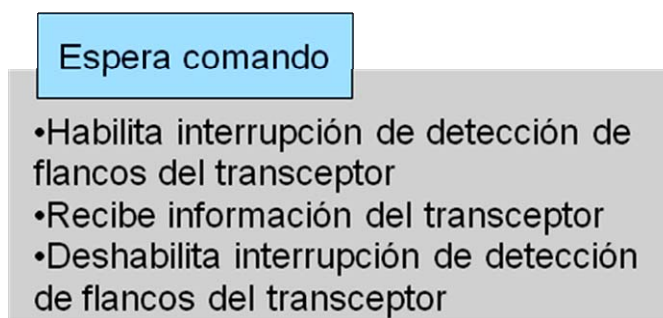 Espera comando
•Habilita interrupción de detección de
flancos del transceptor
•Recibe información del transceptor
•Deshabilita interrupción de detección
de flancos del transceptor